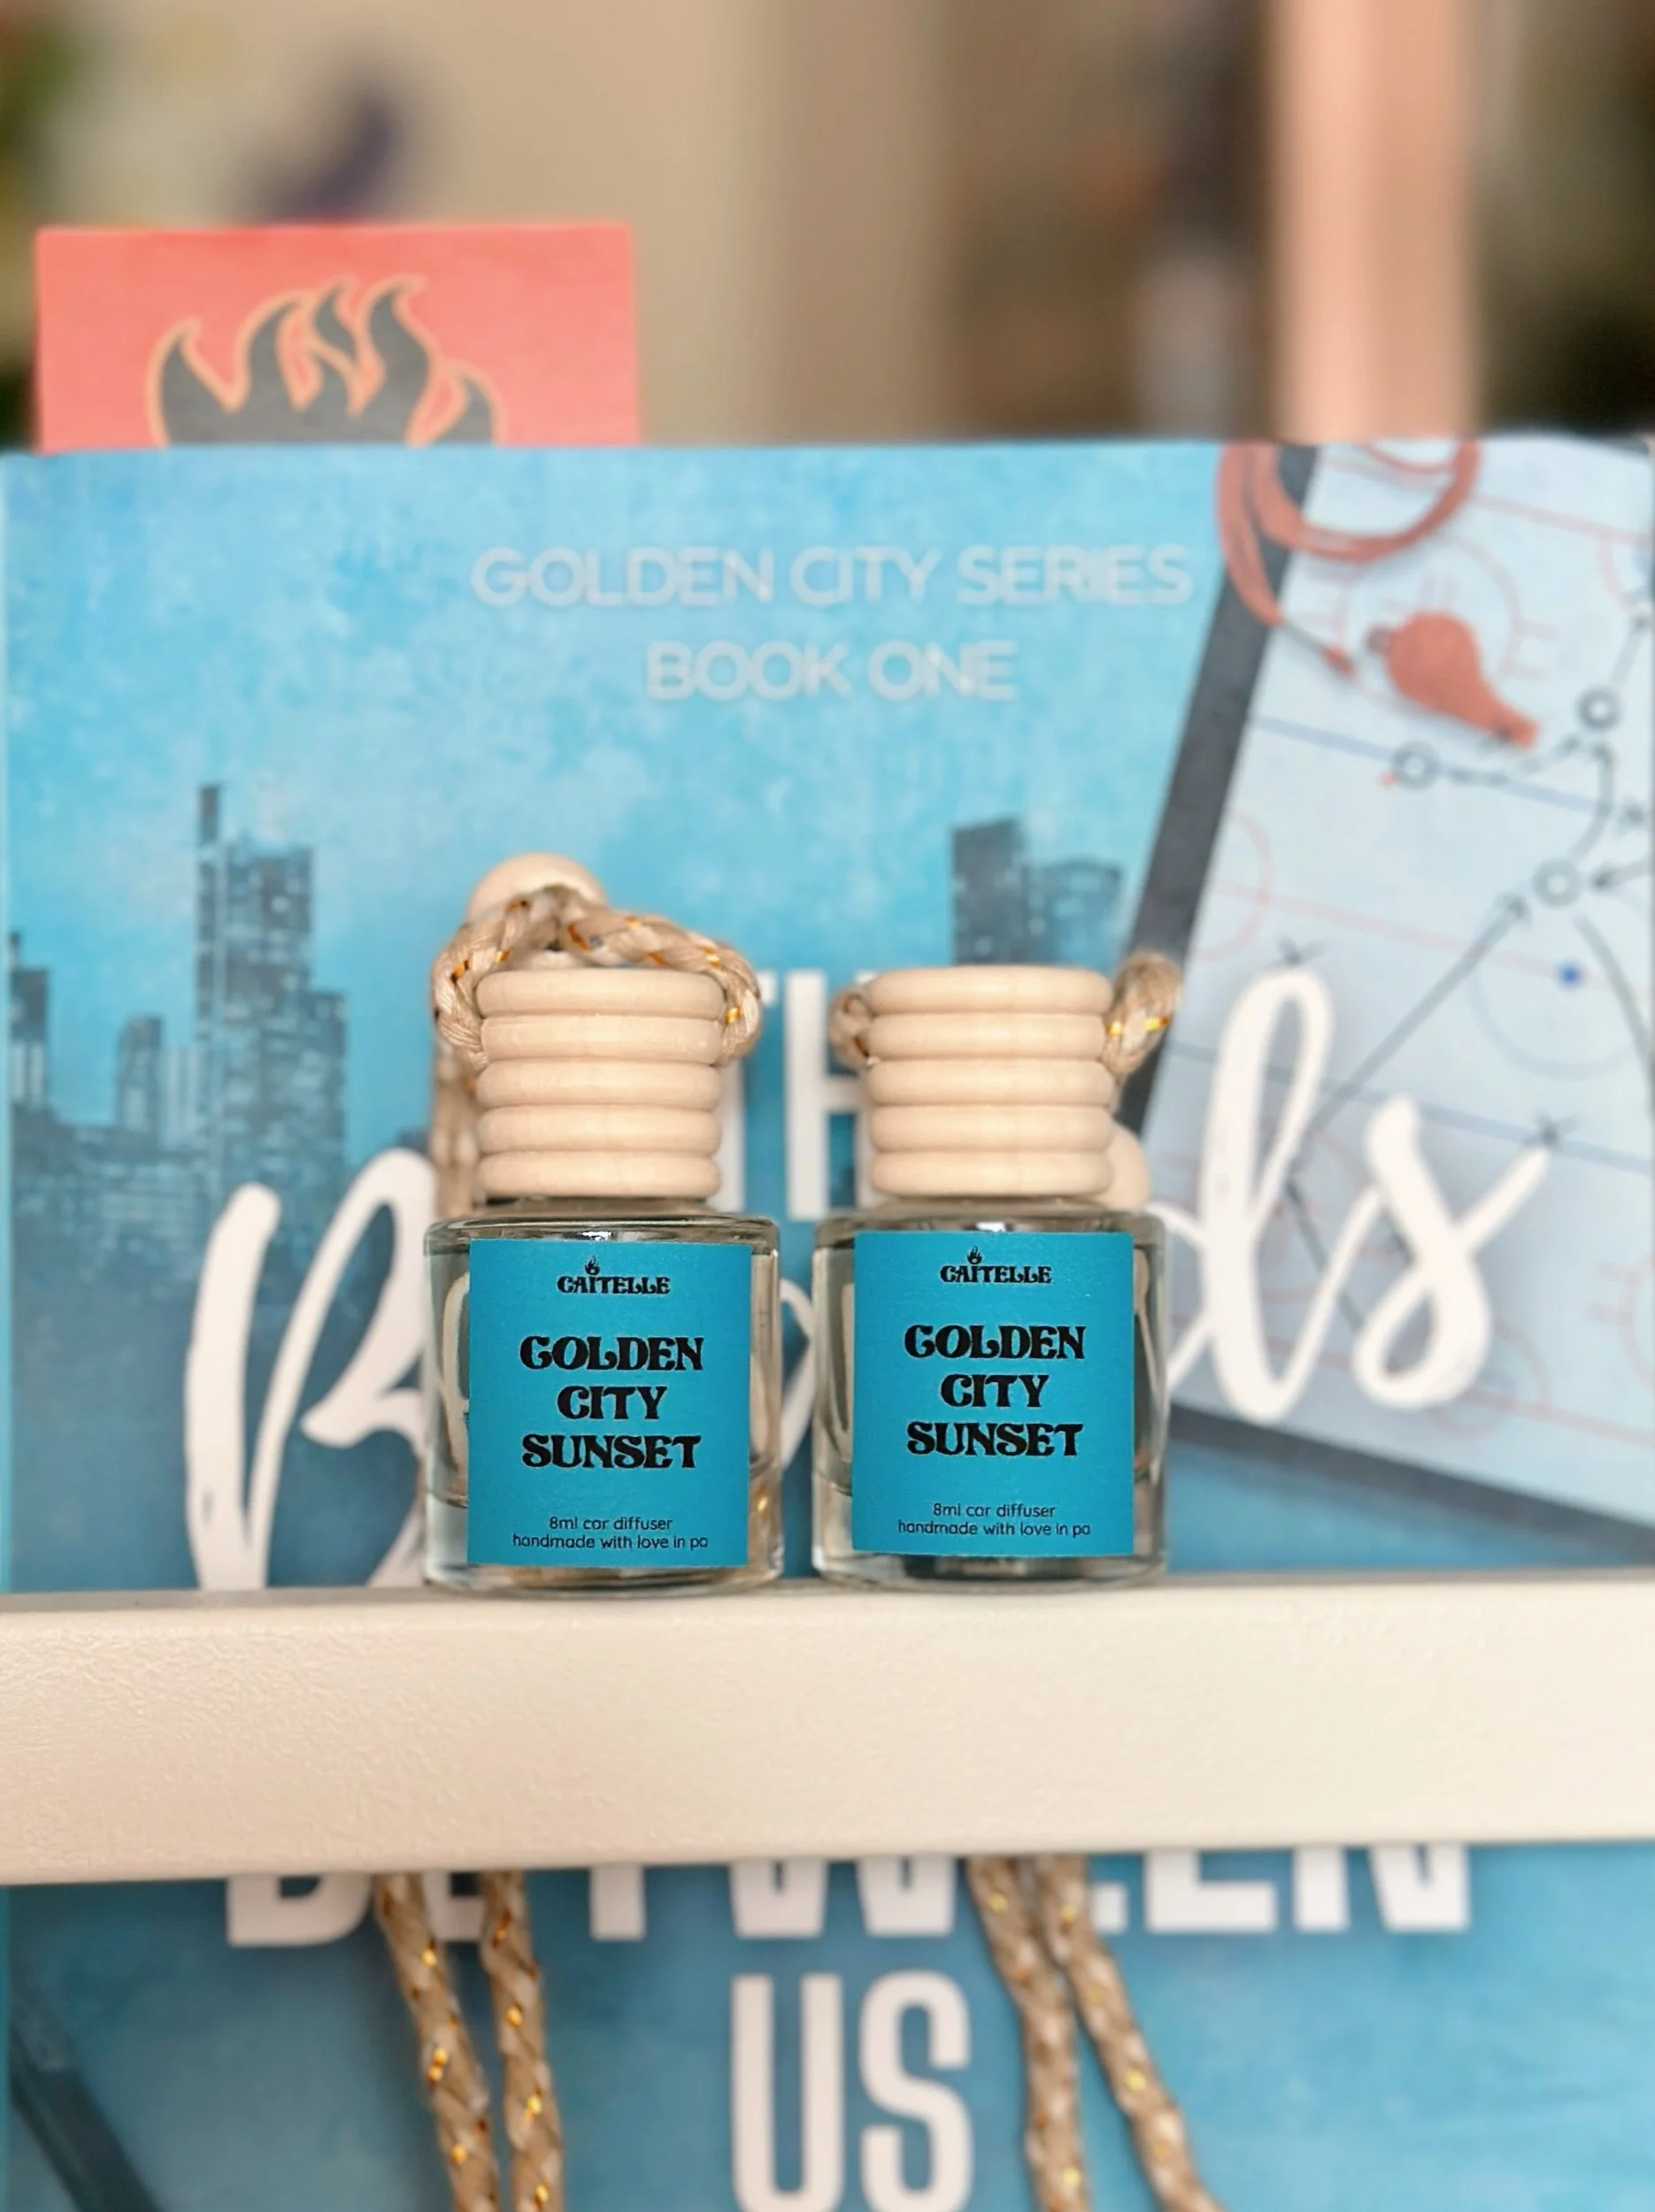 GOLDEN CITY SERIES
BOOK ONE
CAITELLE
GOLDEN
CITY
SUNSET
8ml car diffuser
handmade with love in pa
CAITELLE
GOLDEN
CITY
SUNSET
8ml car diffuser
handmade with love in pa
BETWEEN
US